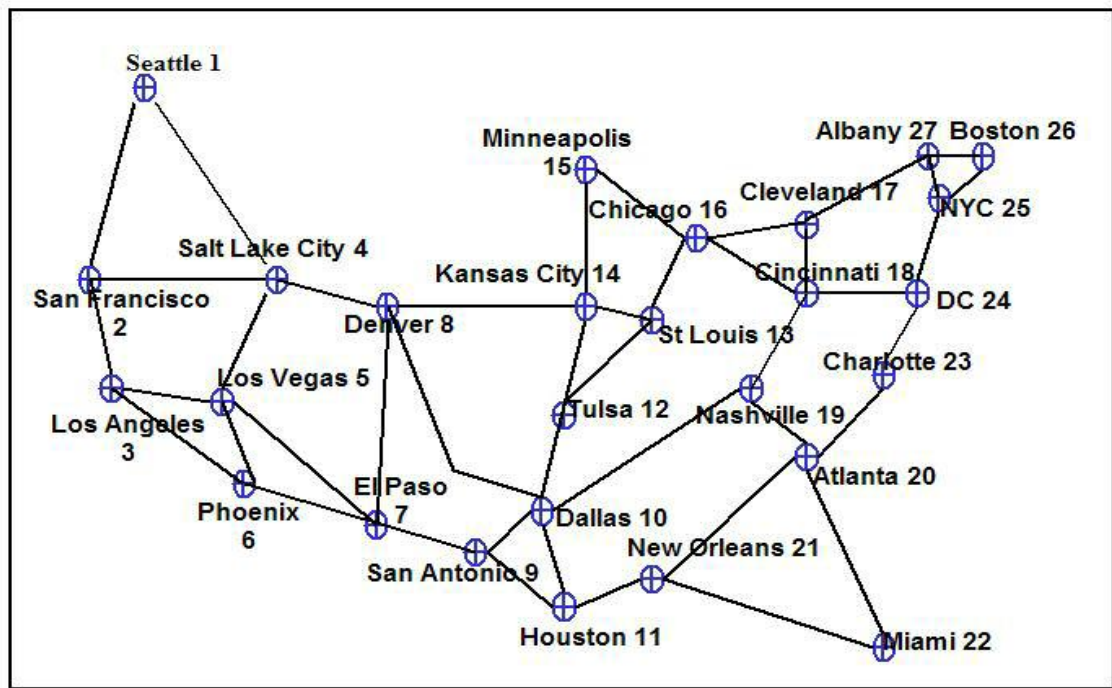 Seattle 1
Minneapolis
15
Albany 27
Boston 26
Cleveland 17
NYC 25
Chicago 16
Salt Lake City 4
Kansas City 14
Cincinnati 18
DC 24
San Francisco
2
Denver 8
St Louis 13
Charlotte 23
Los Vegas 5
Los Angeles
3
Tulsa 12
Nashville 19
Atlanta 20
El Paso
7
Phoenix
6
Dallas 10
New Orleans 21
San Antonio 9
Houston 11
Miami 22